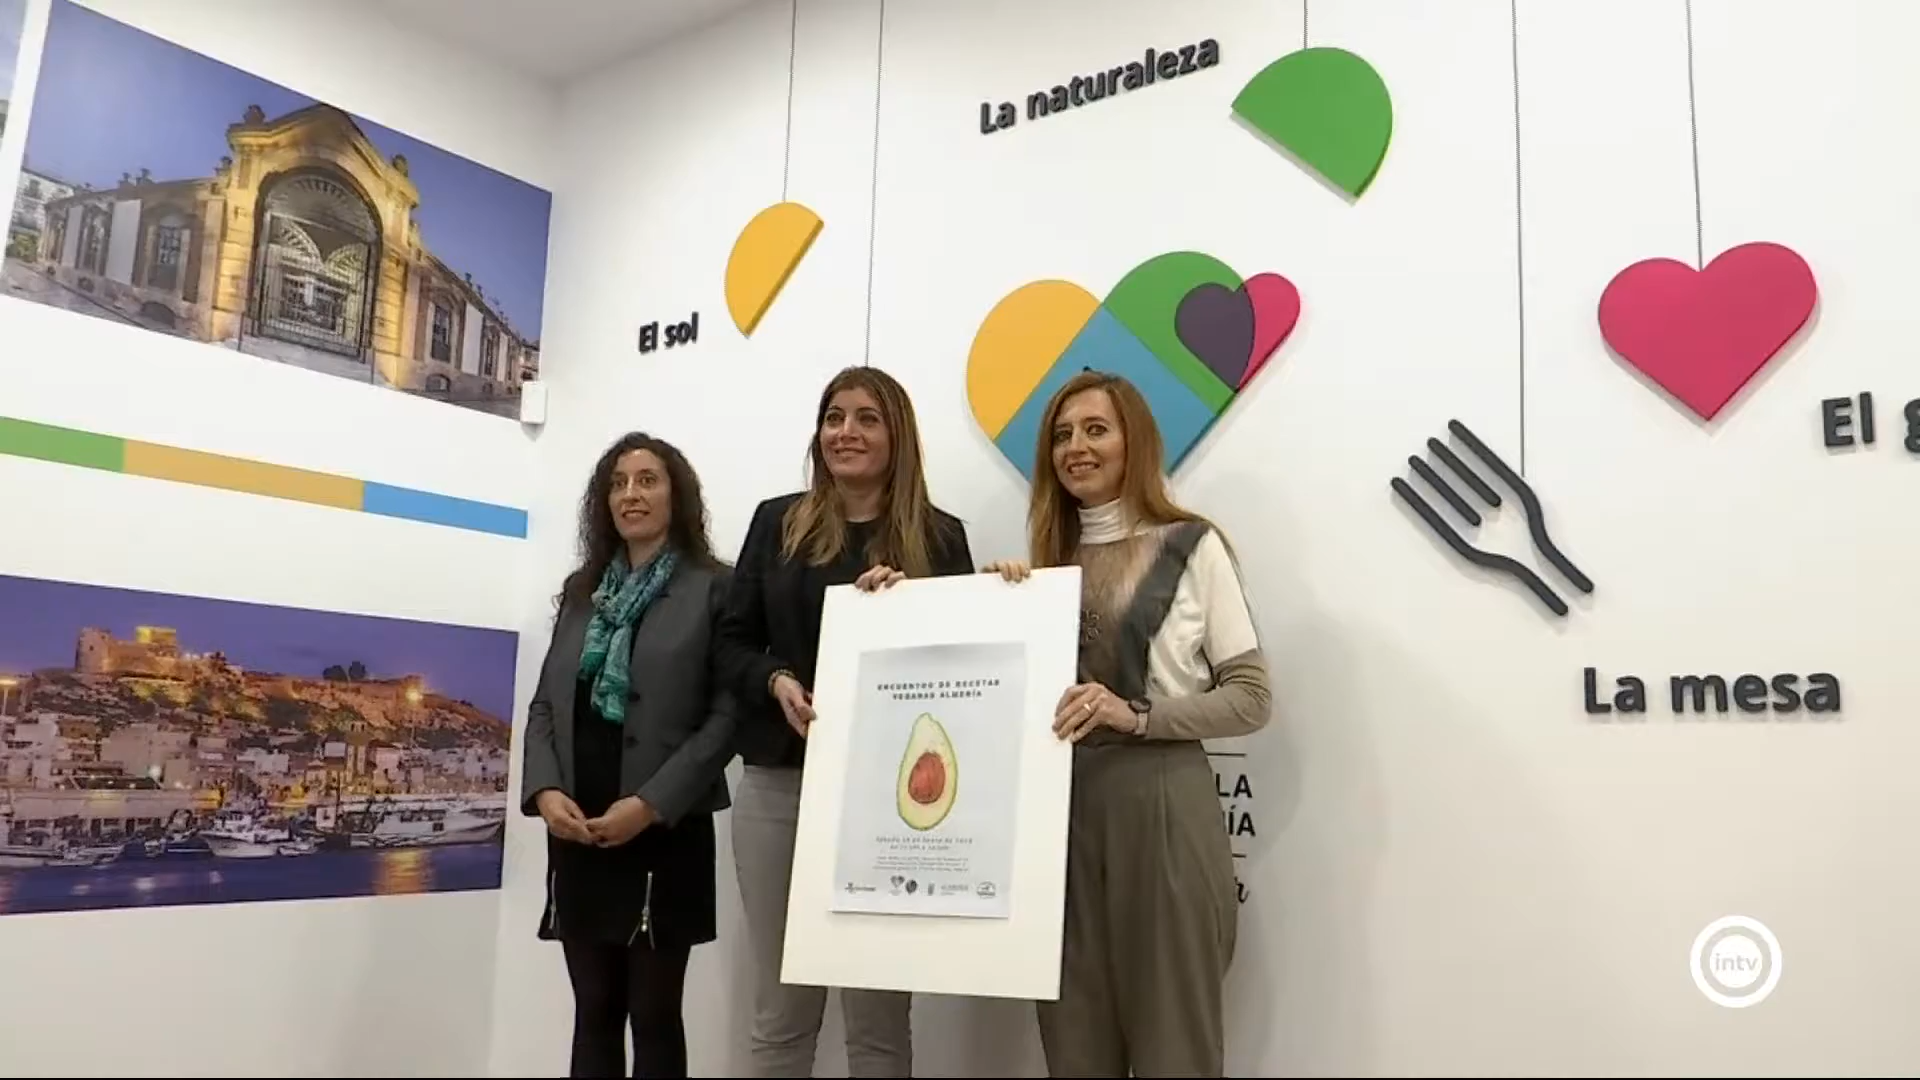 La naturaleza
El sol
El g
La mesa
ENCUENTRO DE RECETAS
VEGANAS ALMERÍA
LA
ÍA
intv